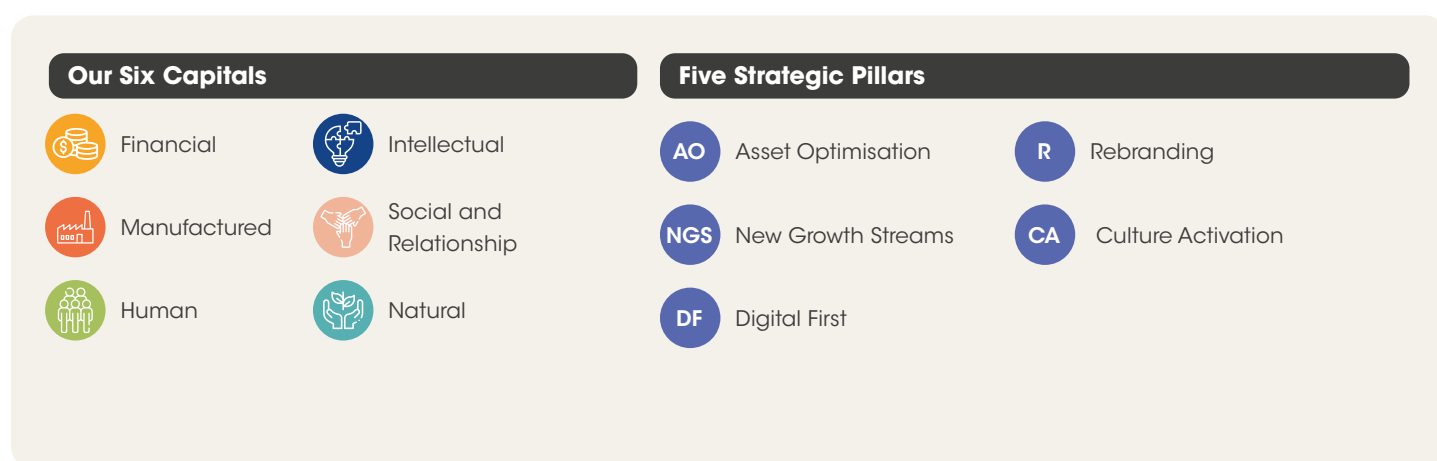 Our Six Capitals
Financial
Intellectual
Manufactured
Social and
Relationship
Human
Natural
Five Strategic Pillars
AO Asset Optimisation
R Rebranding
NGS New Growth Streams
CA Culture Activation
DF Digital First